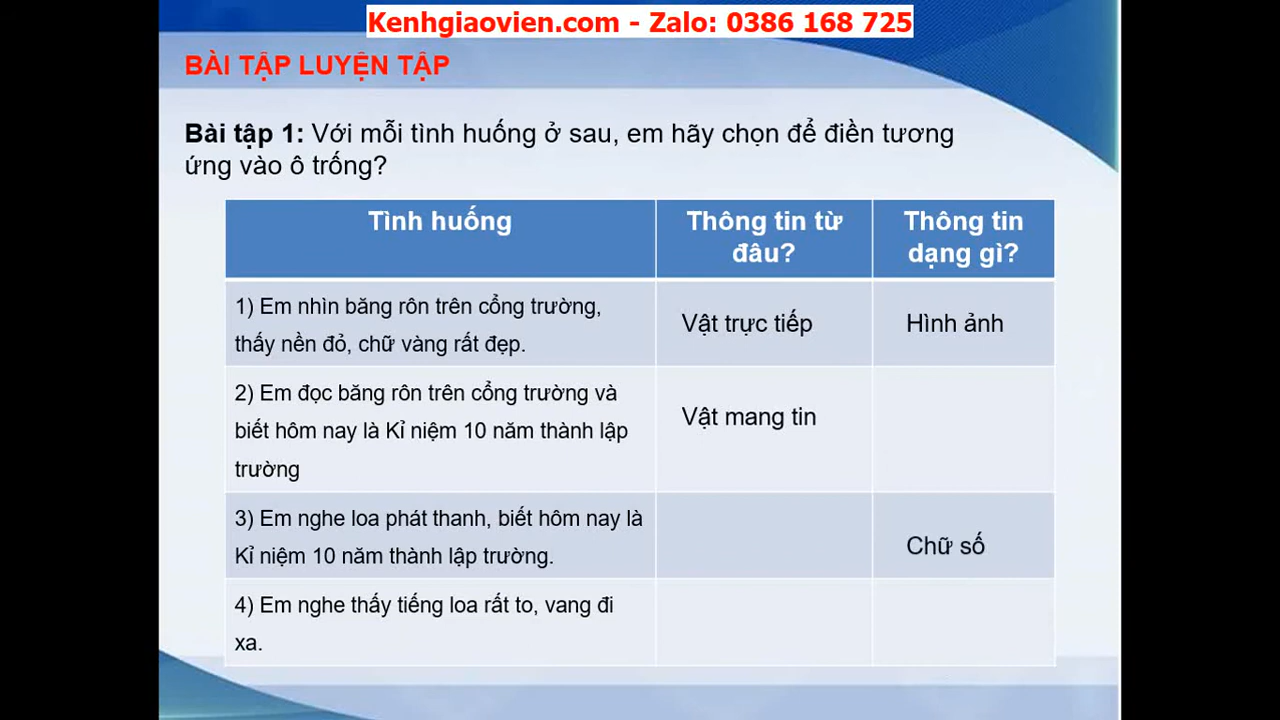 Kenhgiaovien.com - Zalo: 0386 168 725
BÀI TẬP LUYỆN TẬP
Bài tập 1: Với mỗi tình huống ở sau, em hãy chọn để điền tương
ứng vào ô trống?
Tình huống
Thông tin từ
đâu?
Thông tin
dạng gì?
1) Em nhìn băng rôn trên cổng trường,
thấy nền đỏ, chữ vàng rất đẹp.
Vật trực tiếp
Hình ảnh
2) Em đọc băng rôn trên cổng trường và
biết hôm nay là Kỉ niệm 10 năm thành lập
trường
Vật mang tin
3) Em nghe loa phát thanh, biết hôm nay là
Kỉ niệm 10 năm thành lập trường.
Chữ số
4) Em nghe thấy tiếng loa rất to, vang đi
xa.